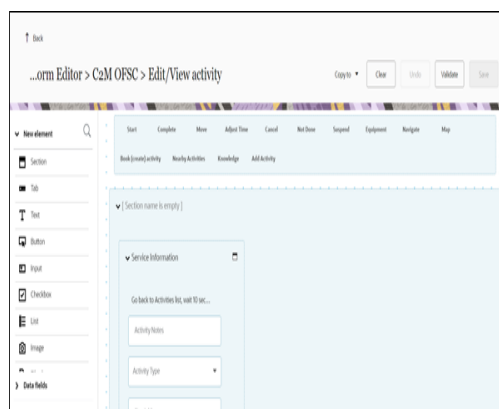 Back
...orm Editor > C2M OFSC > Edit/View activity
Copy to Clear Undo Validate Save
New element
Section
Tab
Text
Button
Input
Checkbox
List
Image
Data fields
Start Complete Move Adjust Time Cancel Not Done Suspend Equipment Navigate Map
Book (create) activity Nearby Activities Knowledge Add Activity
[ Section name is empty ]
Service Information
Go back to Activities list, wait 10 sec...
Activity Notes
Activity Type